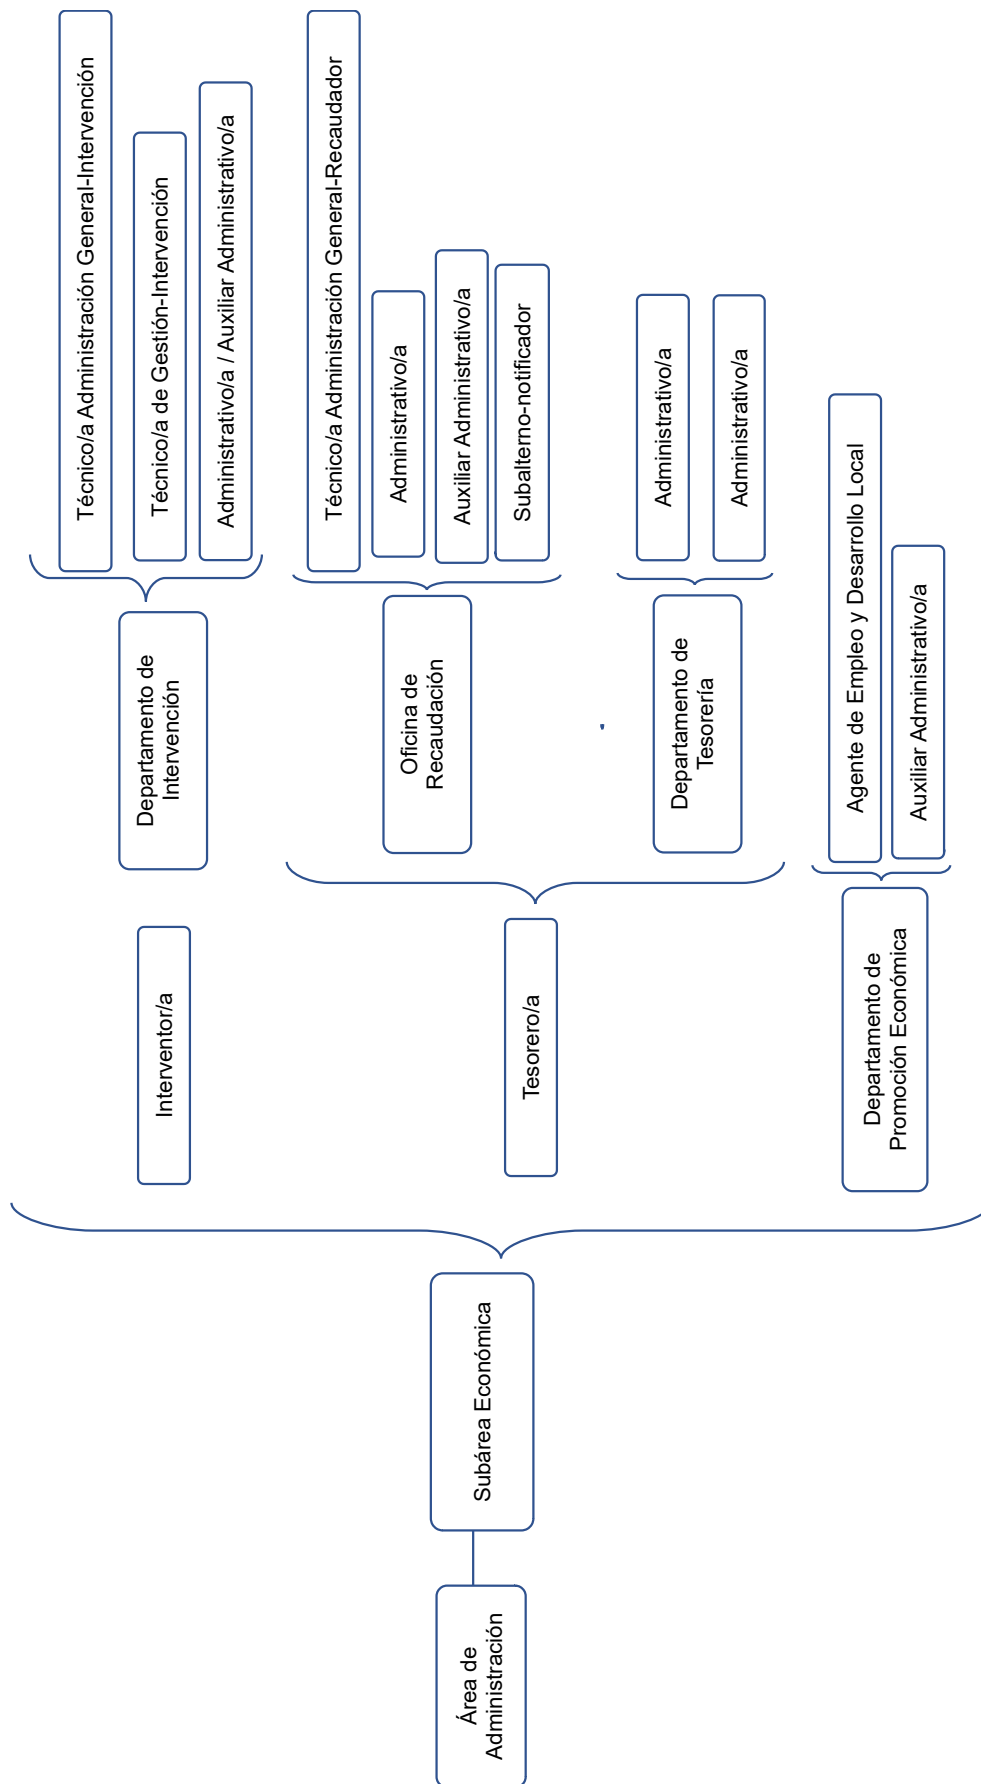 Área de
Administración
Subárea Económica
Interventor/a
Departamento de
Intervención
Técnico/a Administración General-Intervención
Técnico/a de Gestión-Intervención
Administrativo/a / Auxiliar Administrativo/a
Tesorero/a
Oficina de
Recaudación
Técnico/a Administración General-Recaudador
Administrativo/a
Auxiliar Administrativo/a
Subalterno-notificador
Departamento de
Tesorería
Administrativo/a
Administrativo/a
Departamento de
Promoción Económica
Agente de Empleo y Desarrollo Local
Auxiliar Administrativo/a